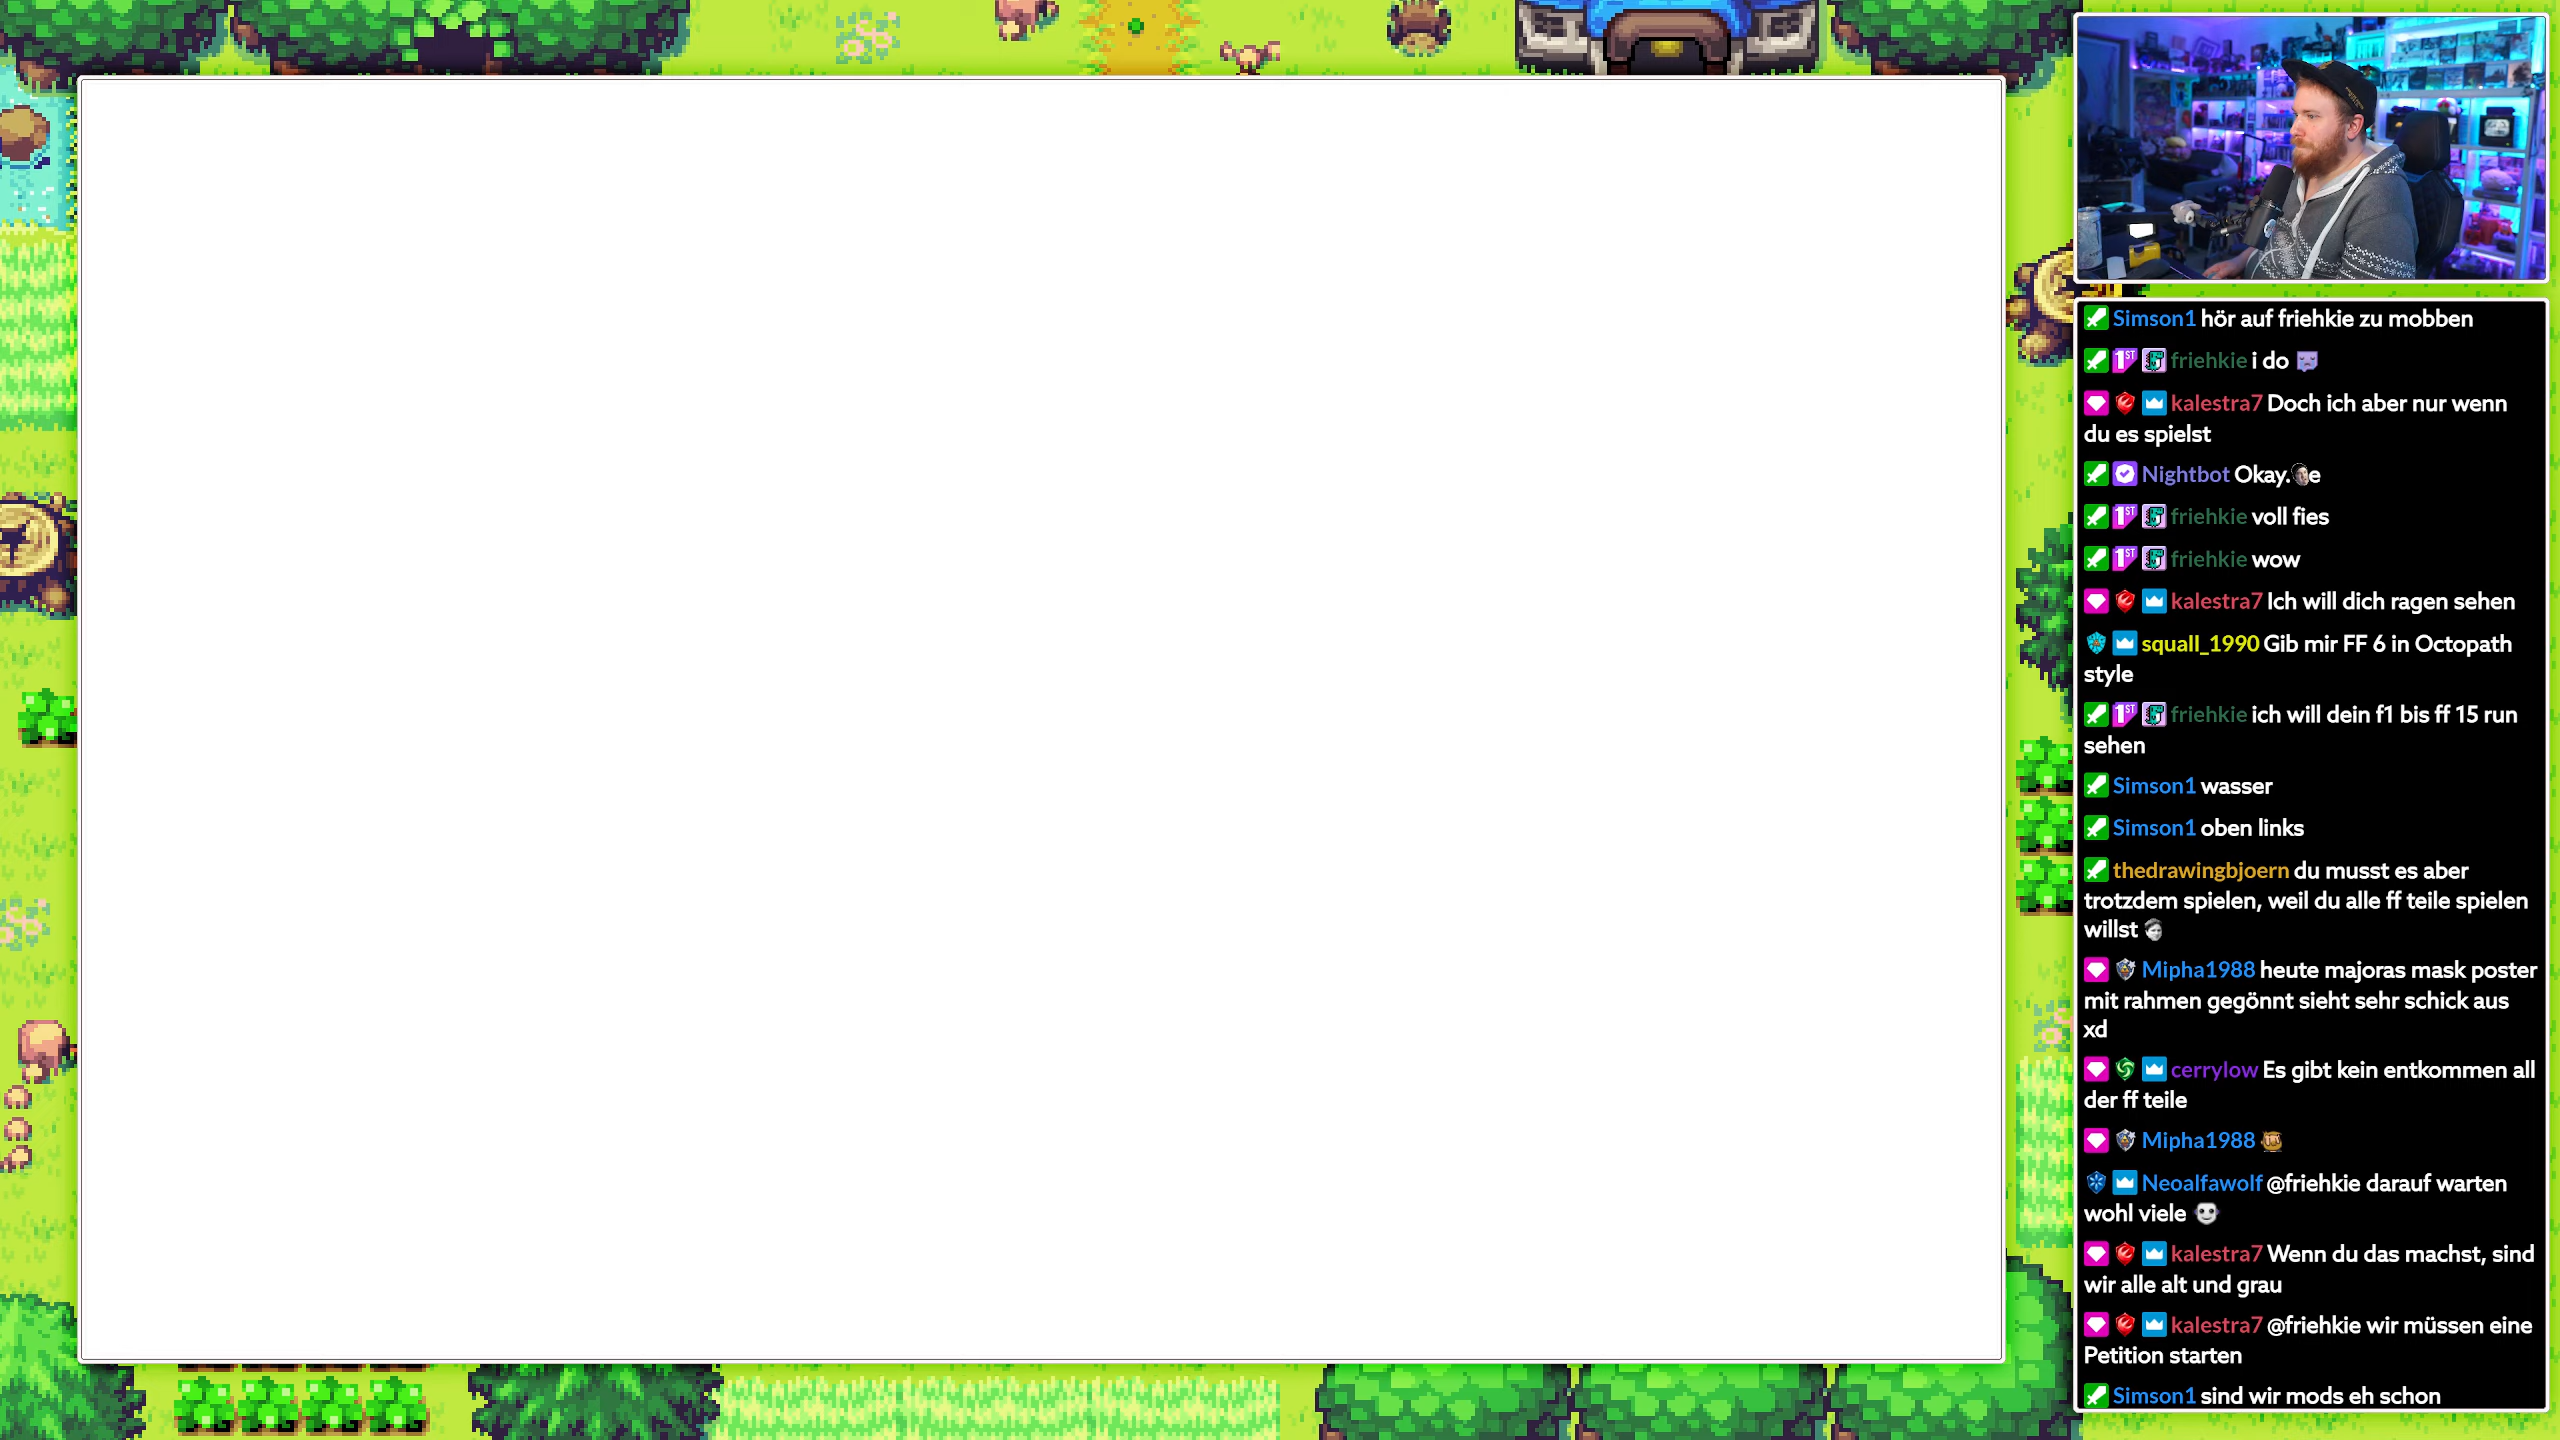 Simson1 hör auf friehkie zu mobben
friehkie i do
kalestra7 Doch ich aber nur wenn
du es spielst
Nightbot Okay. e
friehkie voll fies
friehkie wow
kalestra7 Ich will dich ragen sehen
squall_1990 Gib mir FF 6 in Octopath
style
friehkie ich will dein f1 bis ff 15 run
sehen
Simson1 wasser
Simson1 oben links
thedrawingbjoern du musst es aber
trotzdem spielen, weil du alle ff teile spielen
willst
Mipha1988 heute majoras mask poster
mit rahmen gegönnt sieht sehr schick aus
xd
cerrylow Es gibt kein entkommen all
der ff teile
Mipha1988
Neoalfawolf @friehkie darauf warten
wohl viele
kalestra7 Wenn du das machst, sind
wir alle alt und grau
kalestra7 @friehkie wir müssen eine
Petition starten
Simson1 sind wir mods eh schon